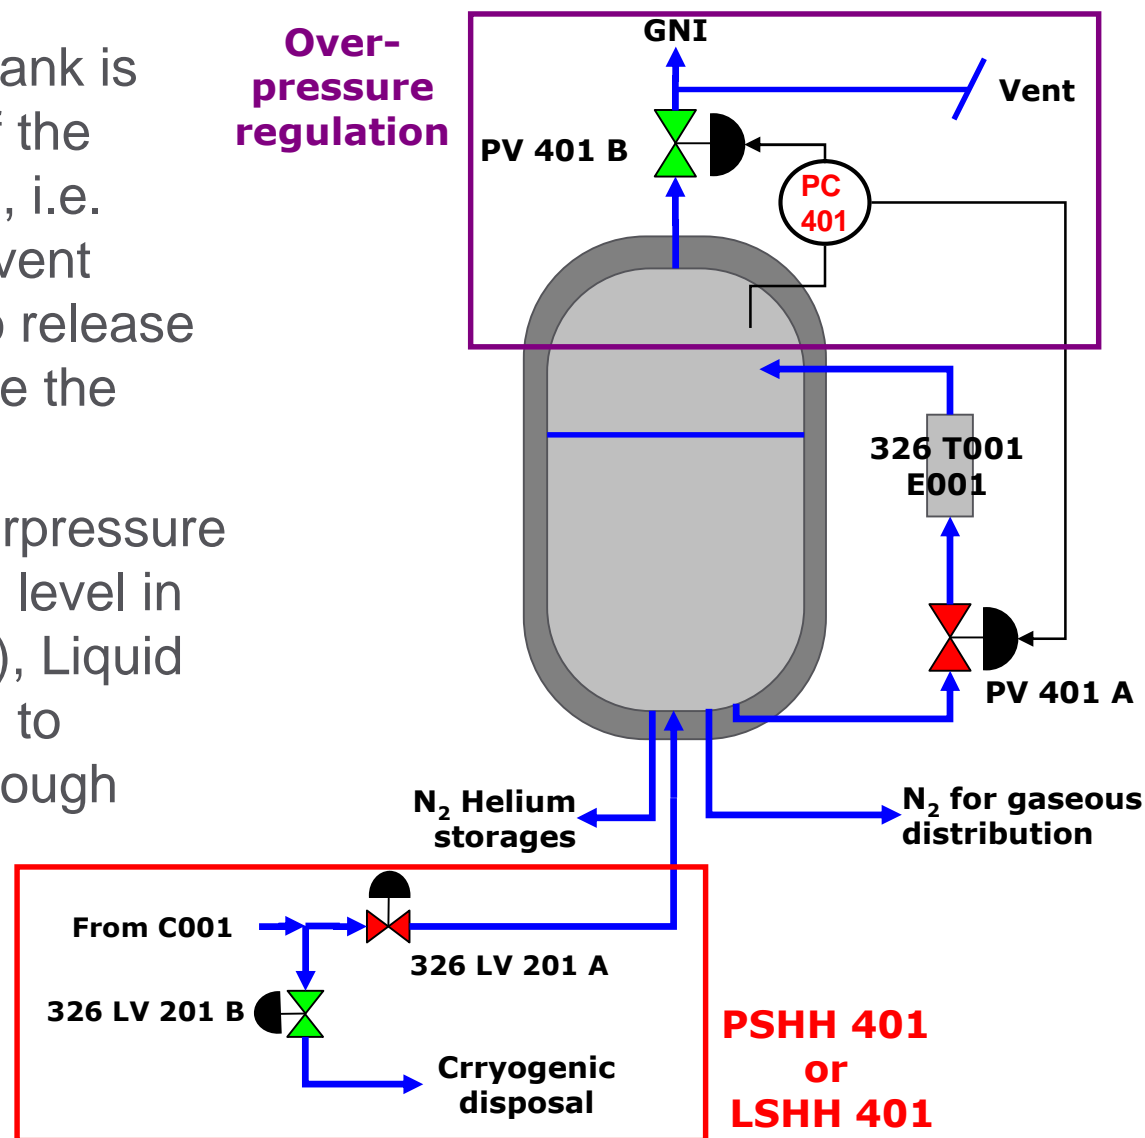 ank is
f the
, i.e.
vent
o release
e the
rpressure
level in
), Liquid
to
ough
Over-
pressure
regulation
GNI
Vent
PV 401 B
PC
401
326 T001
E001
PV 401 A
N₂ Helium
storages
N₂ for gaseous
distribution
From C001
326 LV 201 A
326 LV 201 B
Crryogenic
disposal
PSHH 401
or
LSHH 401